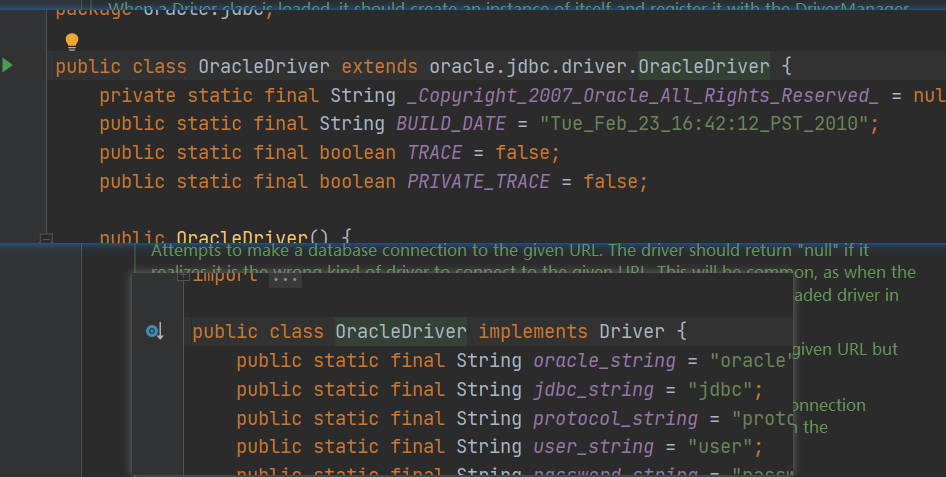 When a Driver class is loaded, it should create an instance of itself and register it with the DriverManager
package oracle.jdbc;
public class OracleDriver extends oracle.jdbc.driver.OracleDriver {
private static final String _Copyright_2007_Oracle_All_Rights_Reserved_ = nul
public static final String BUILD_DATE = "Tue_Feb_23_16:42:12_PST_2010";
public static final boolean TRACE = false;
public static final boolean PRIVATE_TRACE = false;
public OracleDriver() {
Attempts to make a database connection to the given URL. The driver should return "null" if it
realizes it is the wrong kind of driver to connect to the given URL. This will be common, as when the
import ...
aded driver in
public class OracleDriver implements Driver {
given URL but
public static final String oracle_string = "oracle"
public static final String jdbc_string = "jdbc";
onnection
public static final String protocol_string = "proto
the
public static final String user_string = "user";
public static final String password_string = "passw